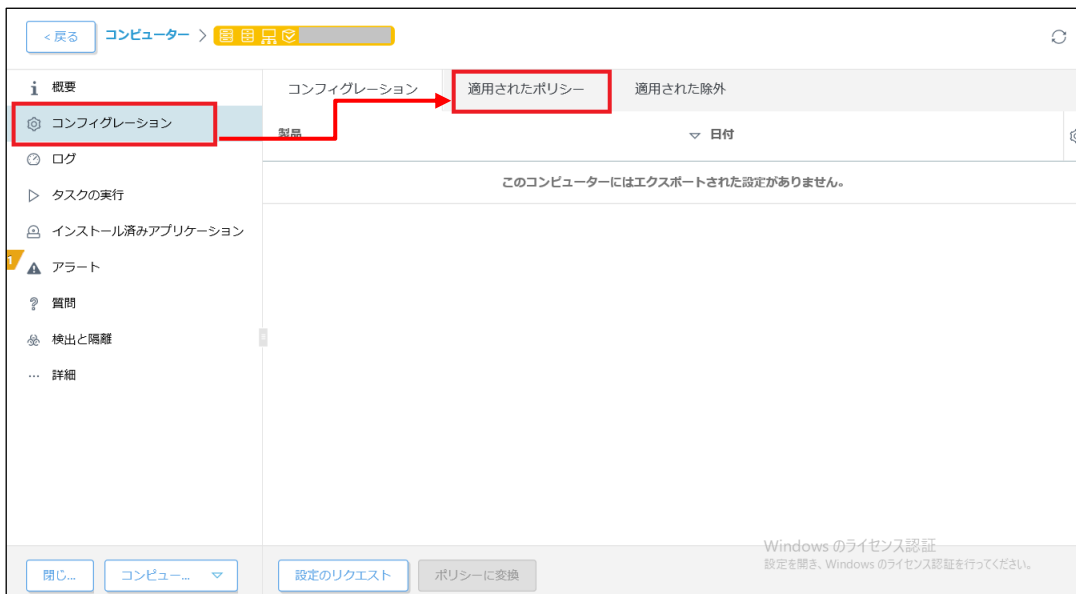 < 戻る コンピューター >
概要
コンフィグレーション
ログ
タスクの実行
インストール済みアプリケーション
1
アラート
質問
検出と隔離
… 詳細
コンフィグレーション 適用されたポリシー 適用された除外
製品 日付
このコンピューターにはエクスポートされた設定がありません。
閉じ... コンピュー... 設定のリクエスト ポリシーに変換
Windows のライセンス認証
設定を開き、Windows のライセンス認証を行ってください。